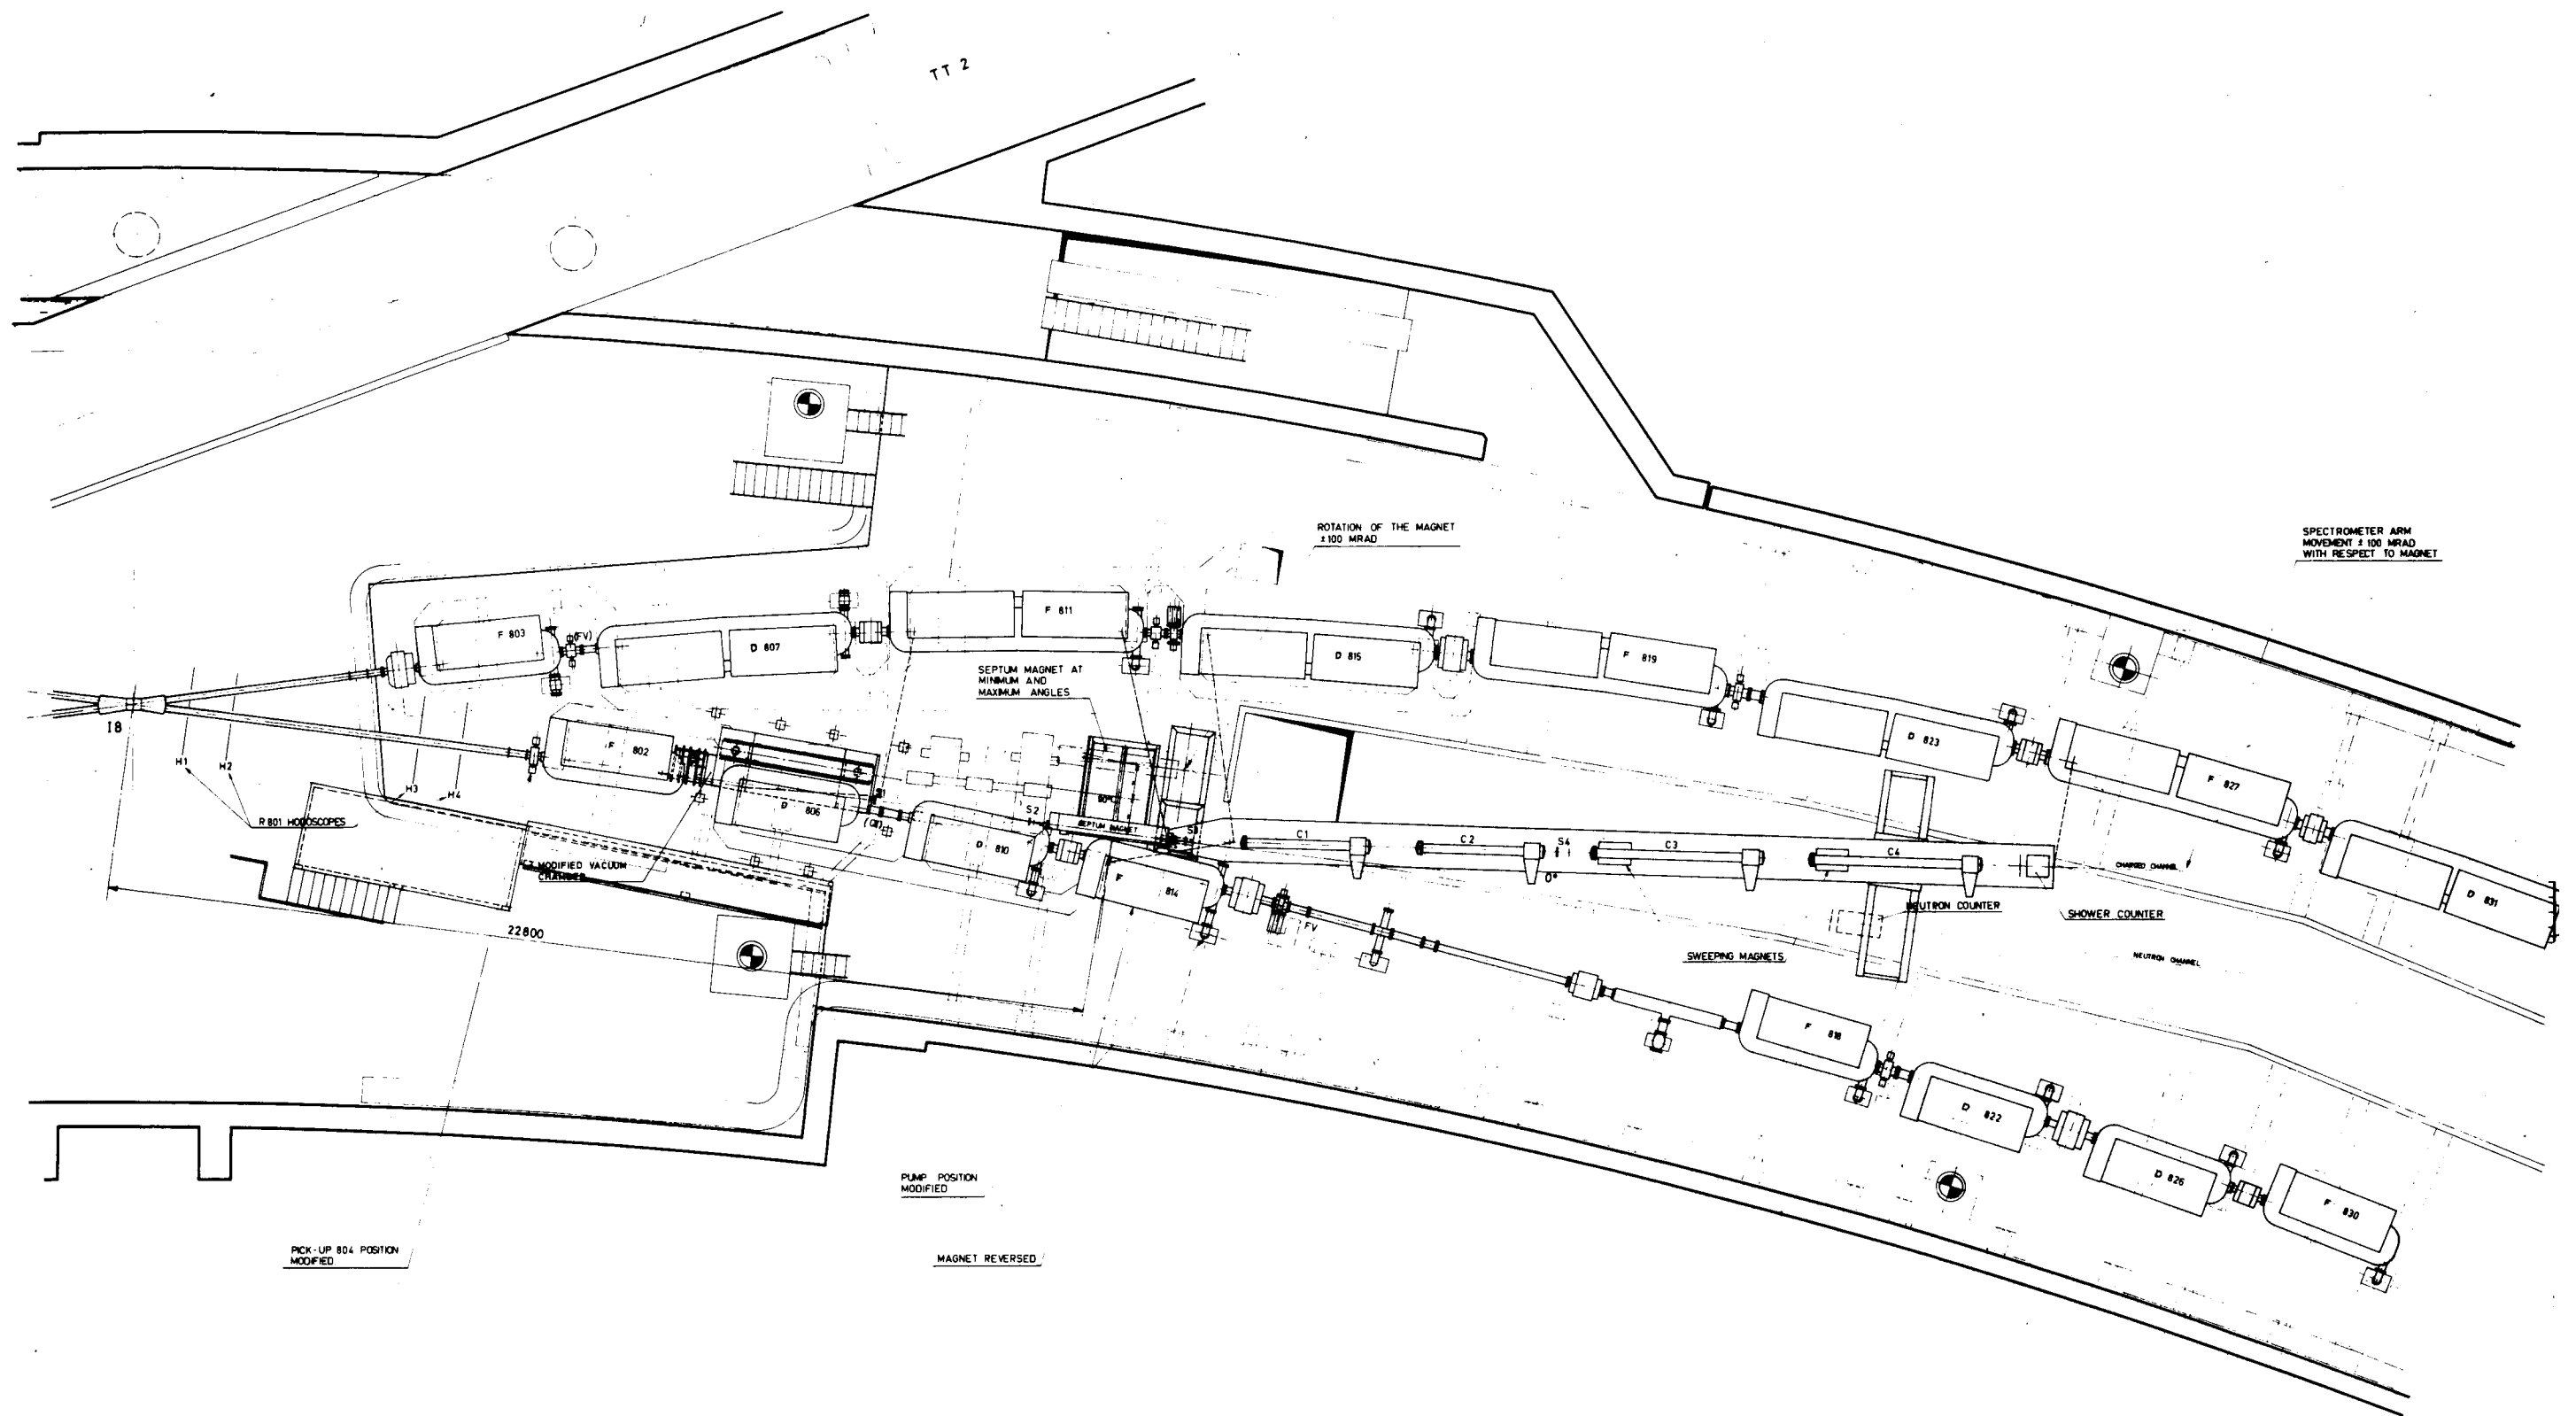 TT 2
ROTATION OF THE MAGNET
±100 MRAD
SPECTROMETER ARM
MOVEMENT ± 100 MRAD
WITH RESPECT TO MAGNET
F 811
F 803
(FV)
D 807
D 815
F 819
SEPTUM MAGNET AT
MINIMUM AND
MAXIMUM ANGLES
I8
F 802
D 823
H1
H2
F 827
H3
H4
D 806
S2
SEPTUM MAGNET
S3
C1
C2
S4
C3
C4
R 801 HODOSCOPES
D 810
MODIFIED VACUUM
CHAMBER
CHARGED CHANNEL
F 814
0°
D 831
NEUTRON COUNTER
SHOWER COUNTER
22800
FV
SWEEPING MAGNETS
NEUTRON CHANNEL
F 818
D 822
PUMP POSITION
MODIFIED
D 826
F 830
PICK-UP 804 POSITION
MODIFIED
MAGNET REVERSED